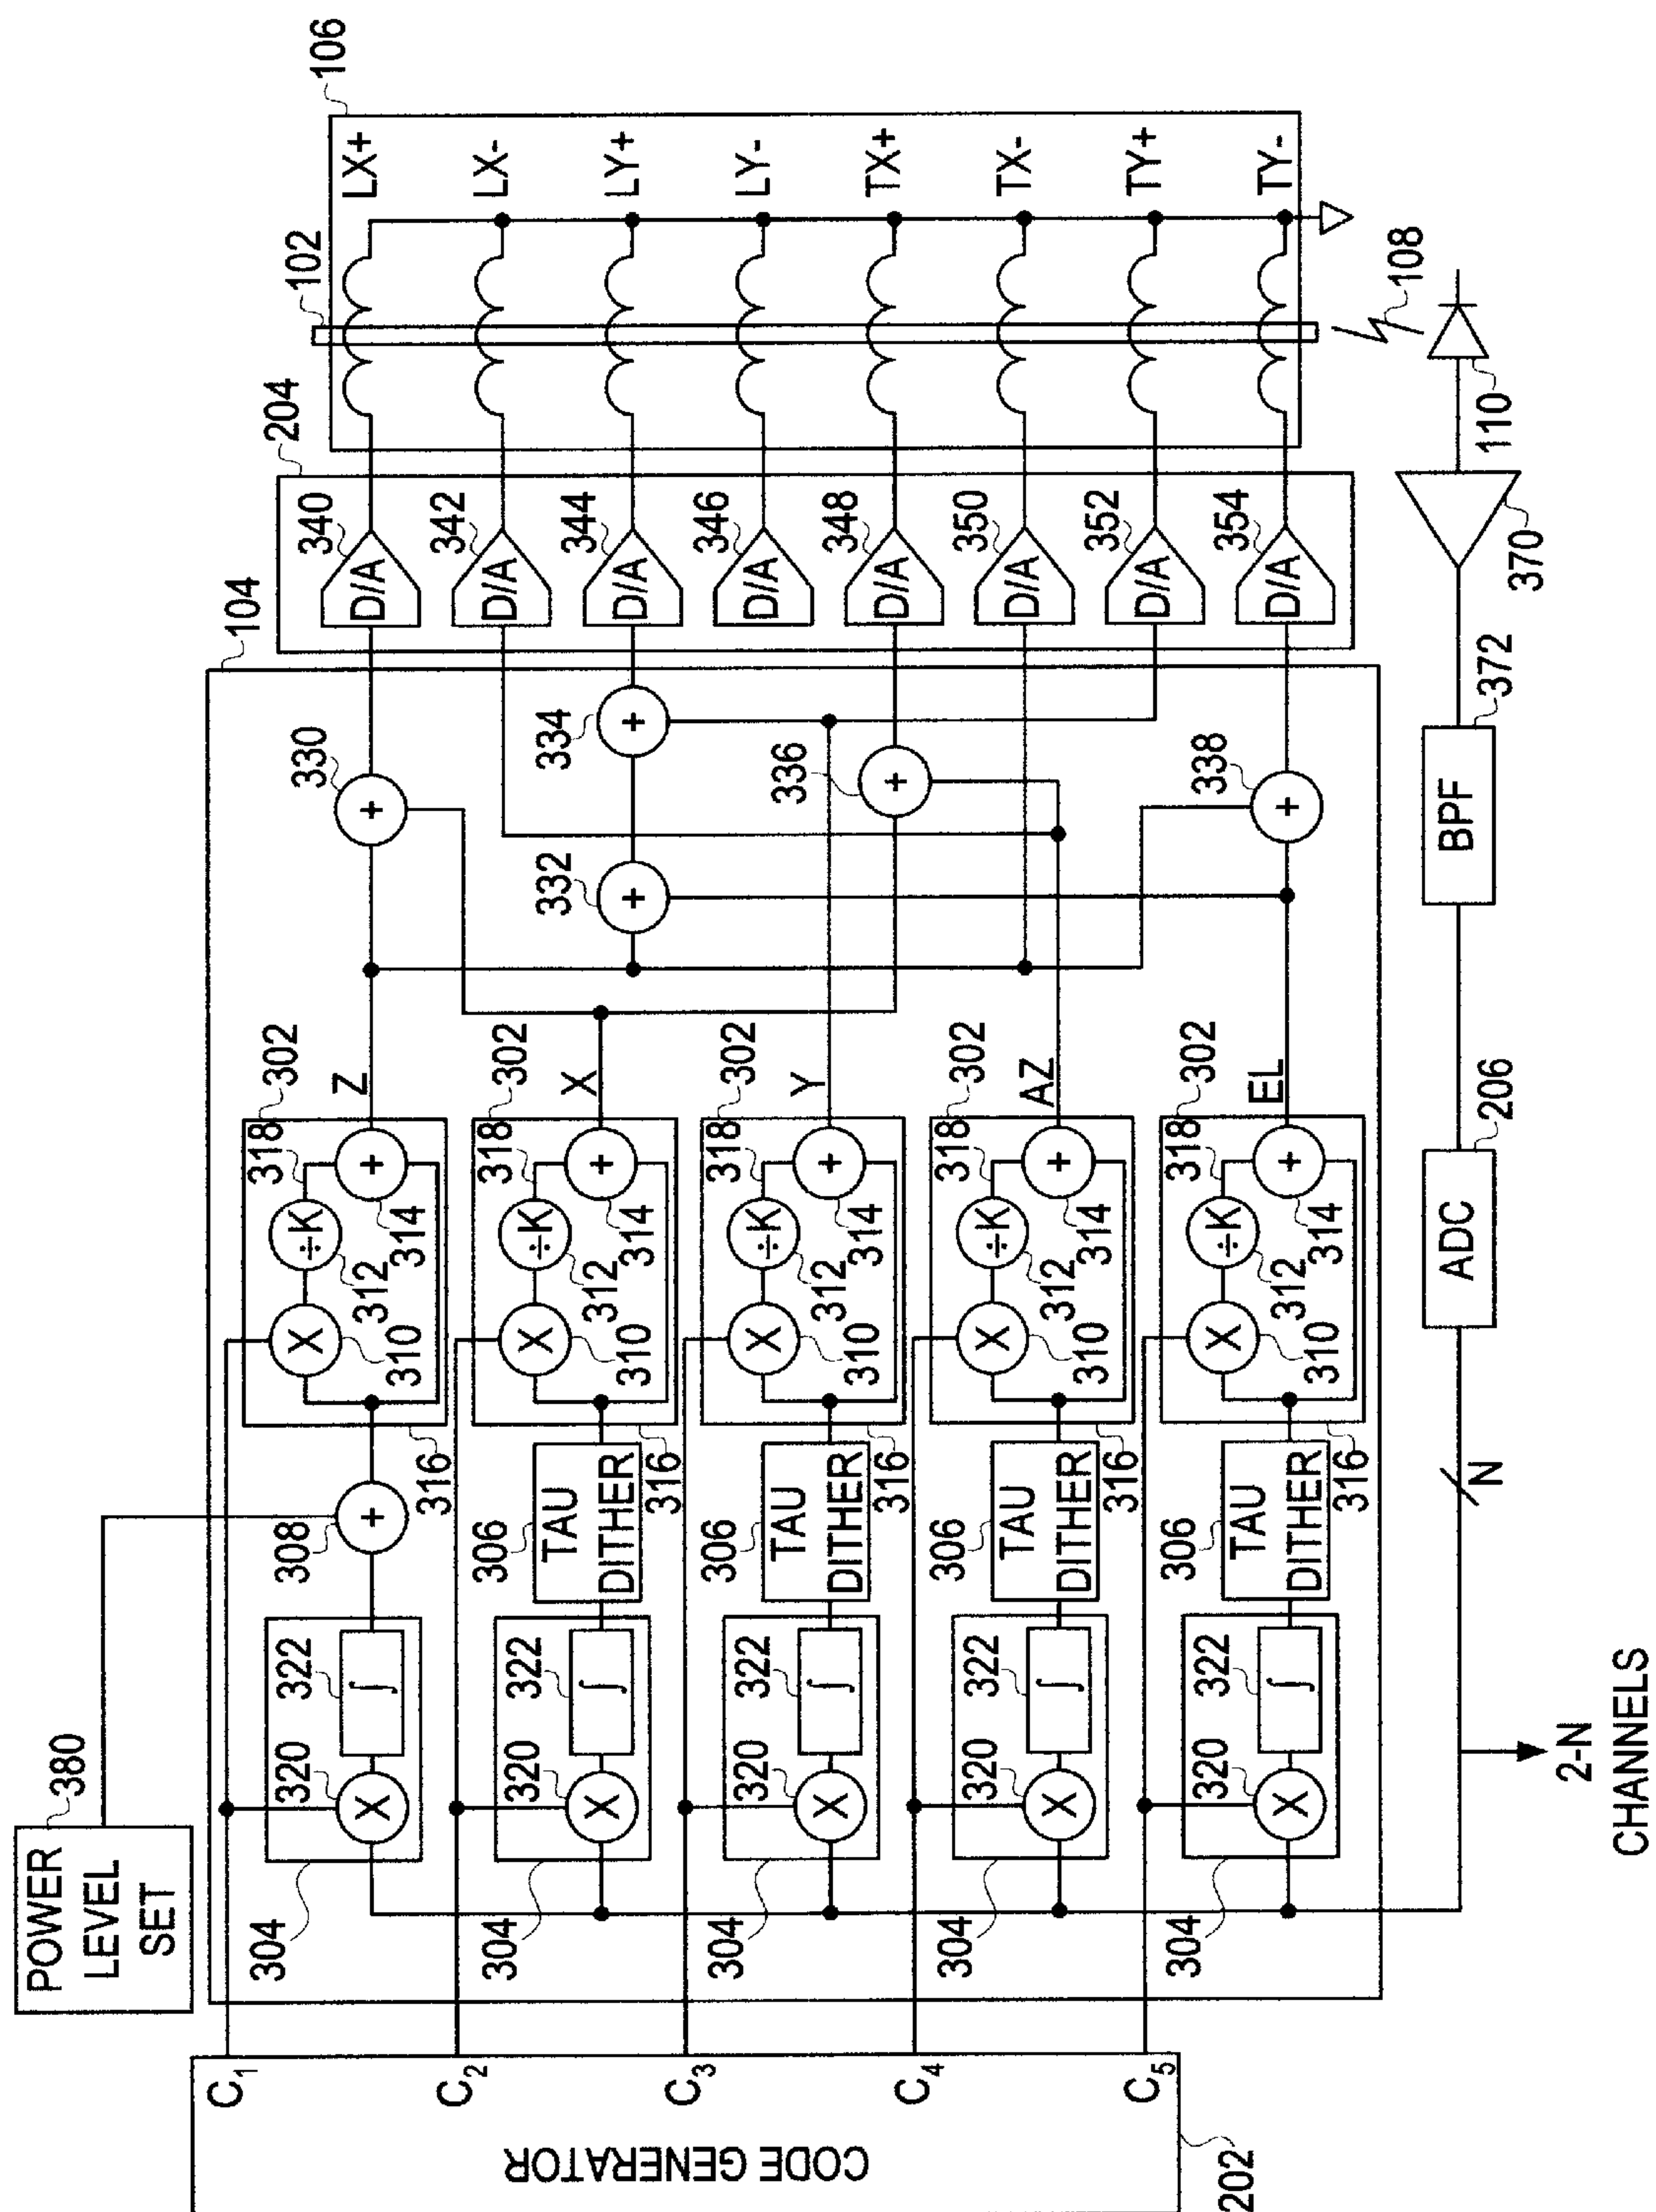 POWER
LEVEL
SET
380
104
204
102
106
CODE GENERATOR
202
C1
304
320
322
308
316
310
312
318
314
302
Z
330
340
D/A
LX+
C2
304
320
322
306
TAU
DITHER
316
310
÷K
312
318
314
302
X
332
334
342
D/A
LX-
344
D/A
LY+
C3
304
320
322
306
TAU
DITHER
316
310
÷K
312
318
314
302
Y
336
346
D/A
LY-
348
D/A
TX+
C4
304
320
322
306
TAU
DITHER
316
310
÷K
312
318
314
302
AZ
350
D/A
TX-
352
D/A
TY+
C5
304
320
322
306
TAU
DITHER
316
310
÷K
312
318
314
302
EL
338
354
D/A
TY-
÷K
108
110
370
BPF
372
ADC
206
N
2-N
CHANNELS